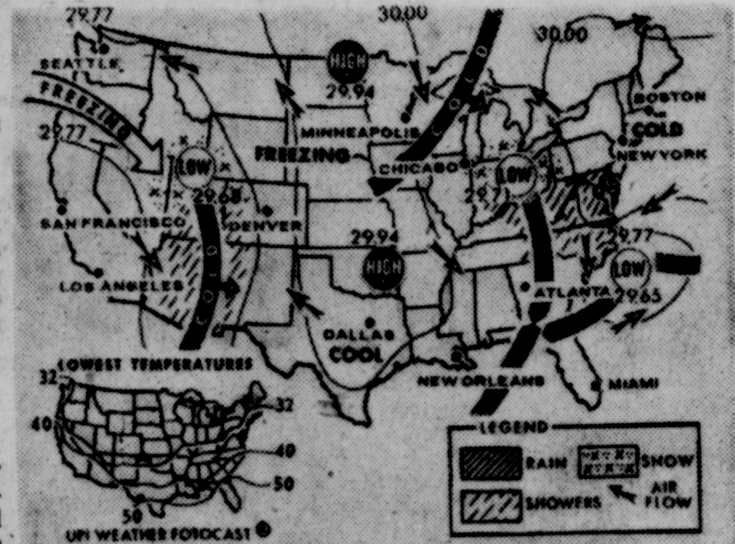 29.77
30.00
30.00
SEATTLE
HIGH
29.94
COLD
BOSTON
COLD
FREEZING
29.77
MINNEAPOLIS
NEW YORK
FREEZING
CHICAGO
LOW
LOW
29.68
SAN FRANCISCO
DENVER
29.94
29.77
HIGH
LOW
LOS ANGELES
COLD
ATLANTA
29.65
DALLAS
COOL
LOWEST TEMPERATURES
NEW ORLEANS
MIAMI
32
32
40
40
50
50
LEGEND
RAIN
SNOW
SHOWERS
AIR
FLOW
UPI WEATHER FOTOCAST